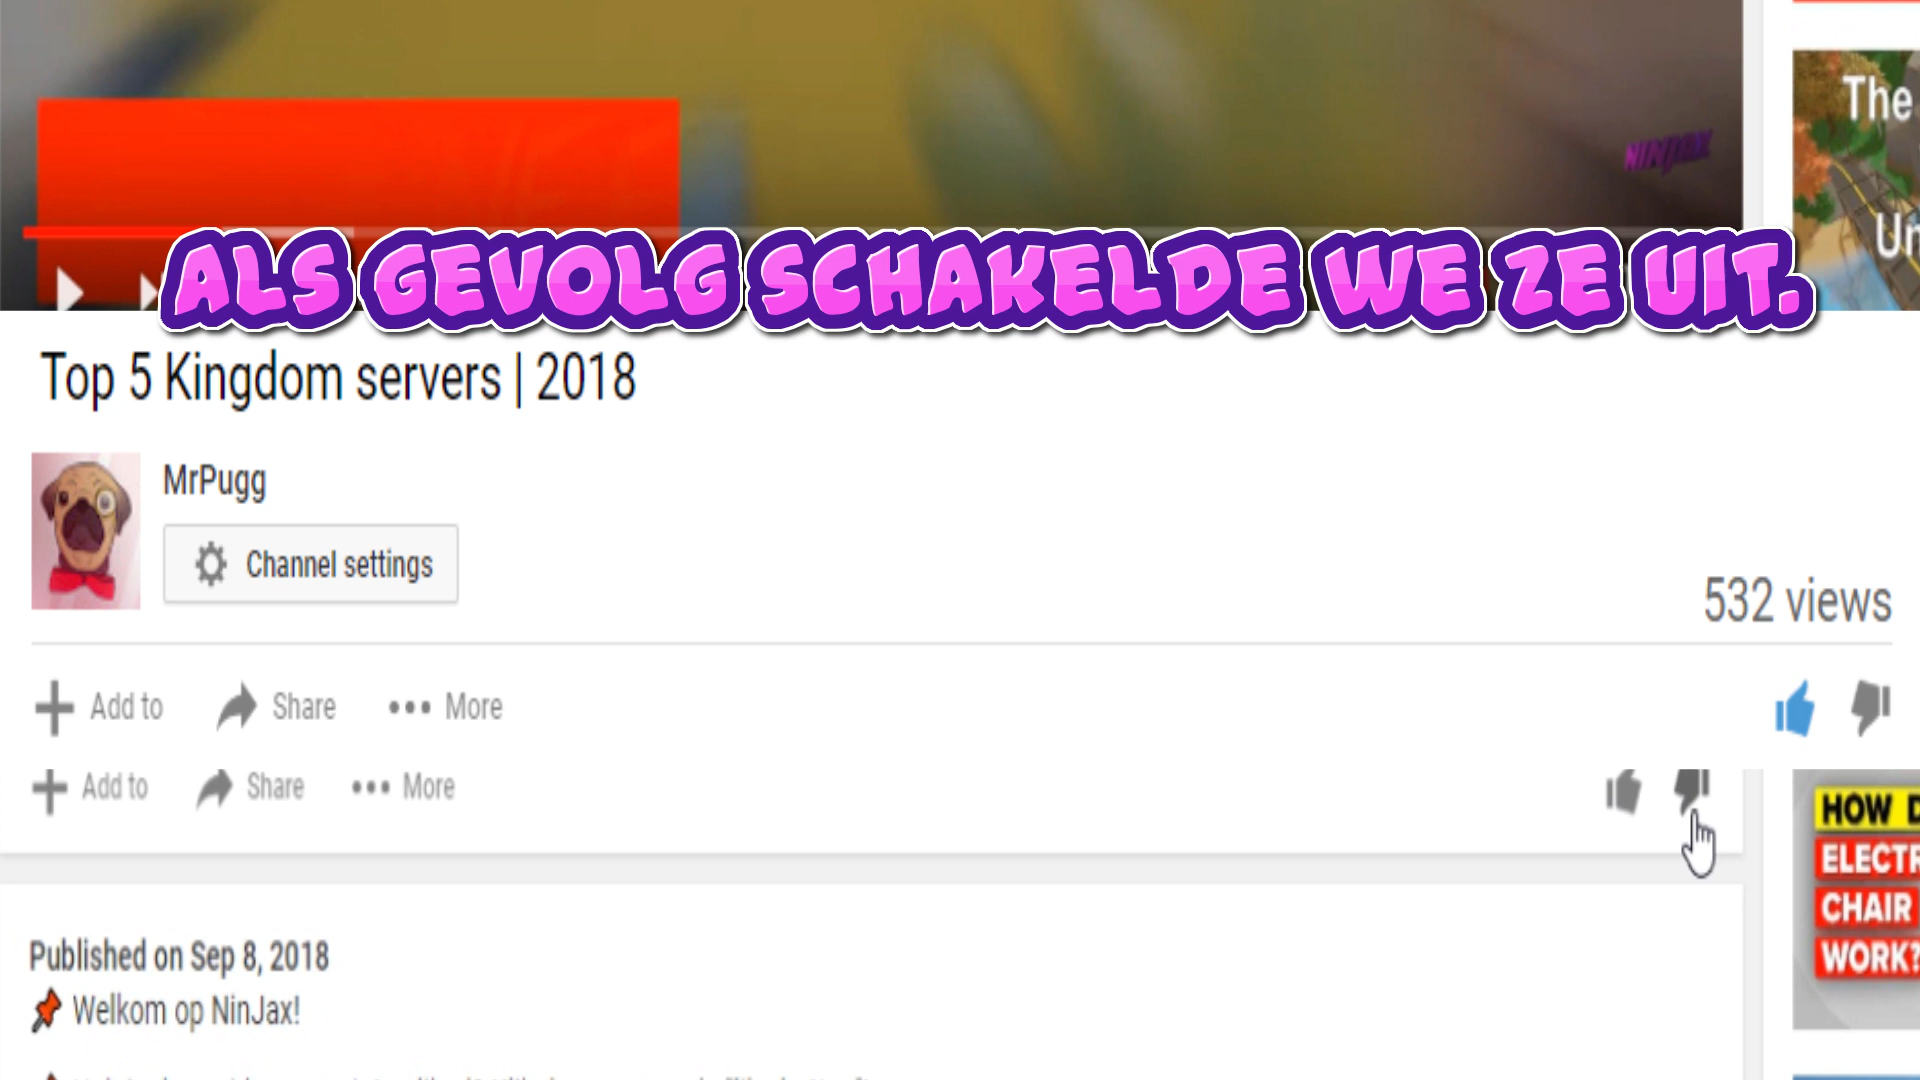 The
NINJAX
Un
ALS GEVOLG SCHAKELDE WE ZE UIT.
Top 5 Kingdom servers | 2018
MrPugg
Channel settings
532 views
Add to Share More
Add to Share More
HOW D
ELECTR
CHAIR
WORK?
Published on Sep 8, 2018
Welkom op NinJax!